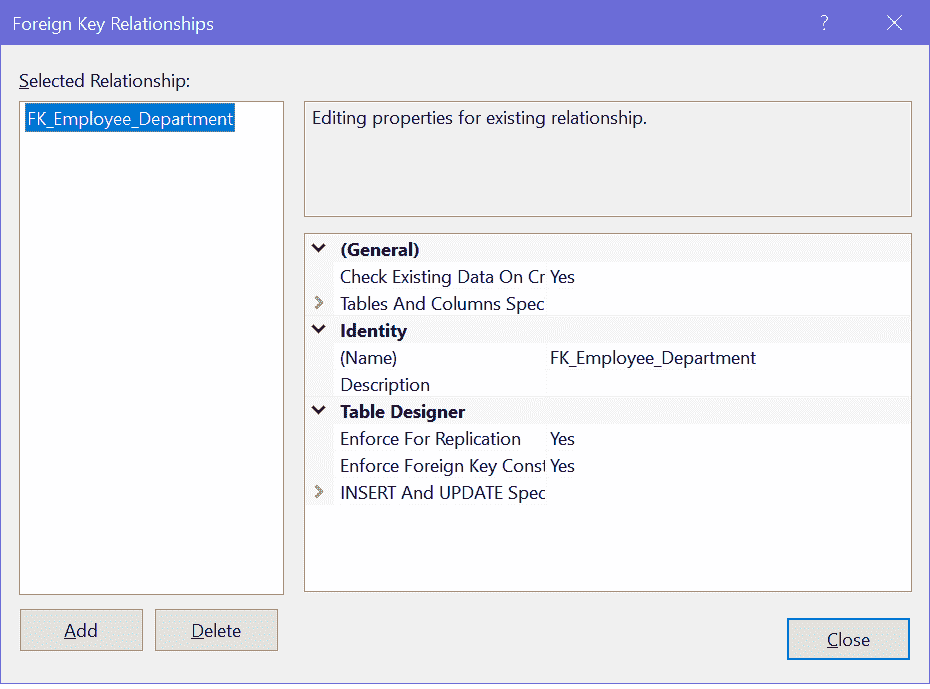 Foreign Key Relationships ?
Selected Relationship:
FK_Employee_Department
Editing properties for existing relationship.
(General)
Check Existing Data On Cr Yes
Tables And Columns Spec
Identity
(Name) FK_Employee_Department
Description
Table Designer
Enforce For Replication Yes
Enforce Foreign Key Const Yes
INSERT And UPDATE Spec
Add Delete
Close